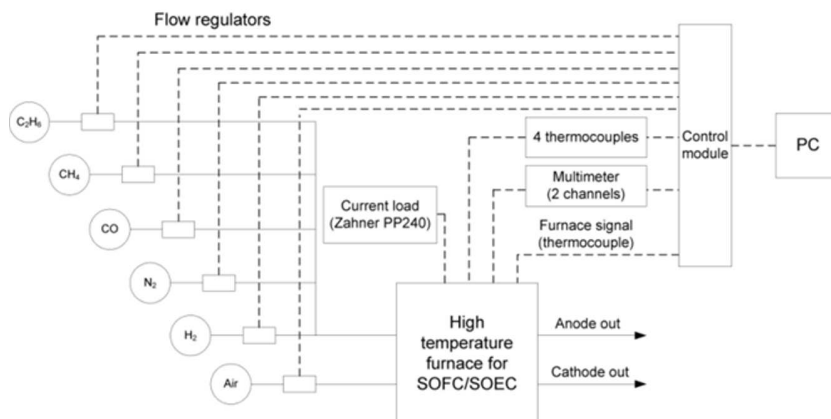 Flow regulators
C₂H₆
CH₄
CO
N₂
H₂
Air
Current load
(Zahner PP240)
4 thermocouples
Multimeter
(2 channels)
Furnace signal
(thermocouple)
Control
module
PC
High
temperature
furnace for
SOFC/SOEC
Anode out
Cathode out